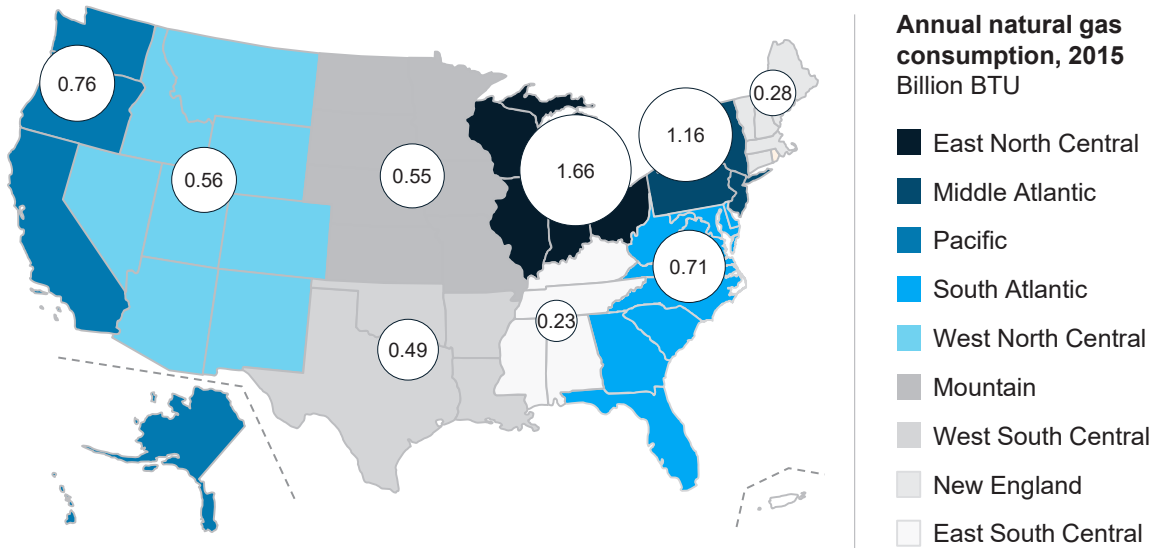 0.76
0.56
0.55
1.66
1.16
0.28
0.71
0.23
0.49
Annual natural gas
consumption, 2015
Billion BTU
East North Central
Middle Atlantic
Pacific
South Atlantic
West North Central
Mountain
West South Central
New England
East South Central